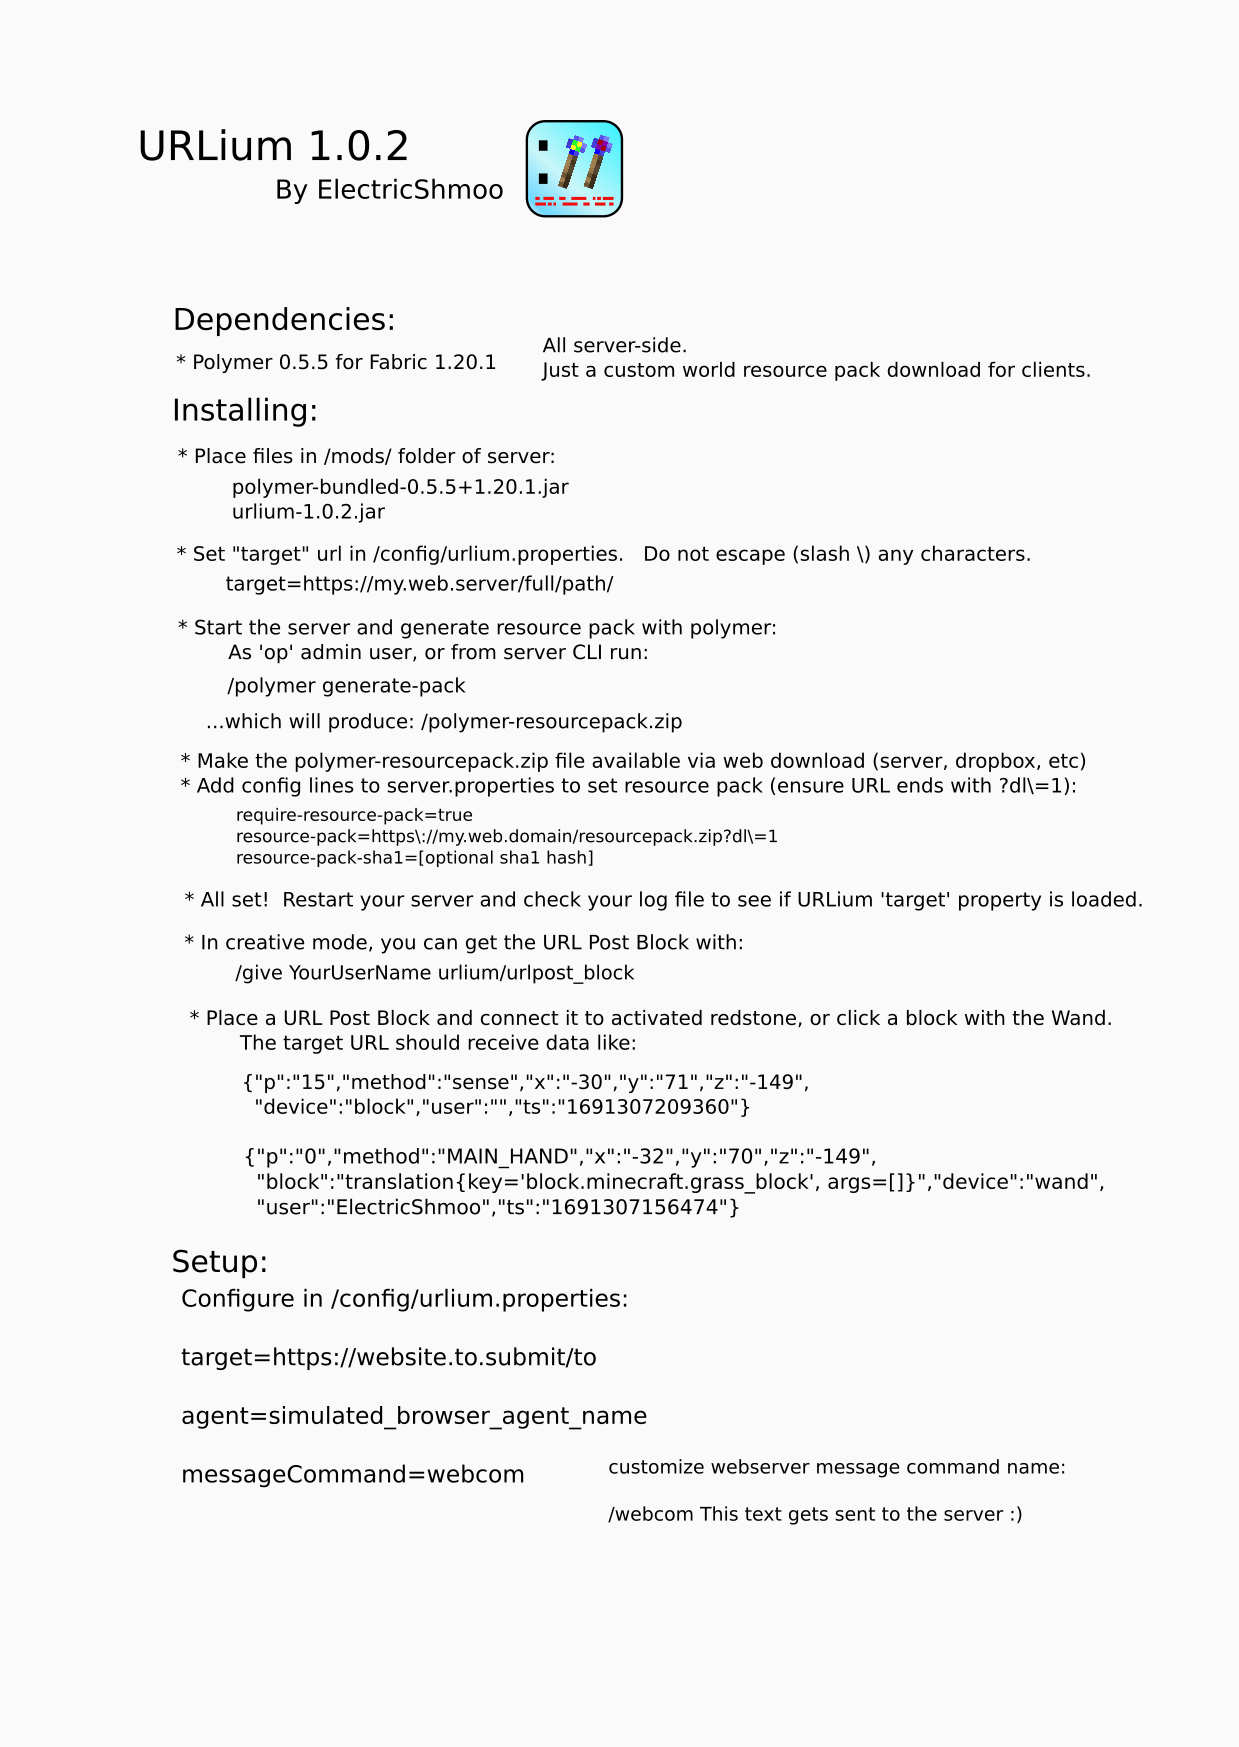 URLium 1.0.2
By ElectricShmoo
Dependencies:
* Polymer 0.5.5 for Fabric 1.20.1
All server-side.
Just a custom world resource pack download for clients.
Installing:
* Place files in /mods/ folder of server:
polymer-bundled-0.5.5+1.20.1.jar
urlium-1.0.2.jar
* Set "target" url in /config/urlium.properties.   Do not escape (slash \) any characters.
target=https://my.web.server/full/path/
* Start the server and generate resource pack with polymer:
As 'op' admin user, or from server CLI run:
/polymer generate-pack
...which will produce: /polymer-resourcepack.zip
* Make the polymer-resourcepack.zip file available via web download (server, dropbox, etc)
* Add config lines to server.properties to set resource pack (ensure URL ends with ?dl\=1):
require-resource-pack=true
resource-pack=https\://my.web.domain/resourcepack.zip?dl\=1
resource-pack-sha1=[optional sha1 hash]
* All set!  Restart your server and check your log file to see if URLium 'target' property is loaded.
* In creative mode, you can get the URL Post Block with:
/give YourUserName urlium/urlpost_block
* Place a URL Post Block and connect it to activated redstone, or click a block with the Wand.
The target URL should receive data like:
{"p":"15","method":"sense","x":"-30","y":"71","z":"-149",
"device":"block","user":"","ts":"1691307209360"}
{"p":"0","method":"MAIN_HAND","x":"-32","y":"70","z":"-149",
"block":"translation{key='block.minecraft.grass_block', args=[]}","device":"wand",
"user":"ElectricShmoo","ts":"1691307156474"}
Setup:
Configure in /config/urlium.properties:
target=https://website.to.submit/to
agent=simulated_browser_agent_name
messageCommand=webcom
customize webserver message command name:
/webcom This text gets sent to the server :)